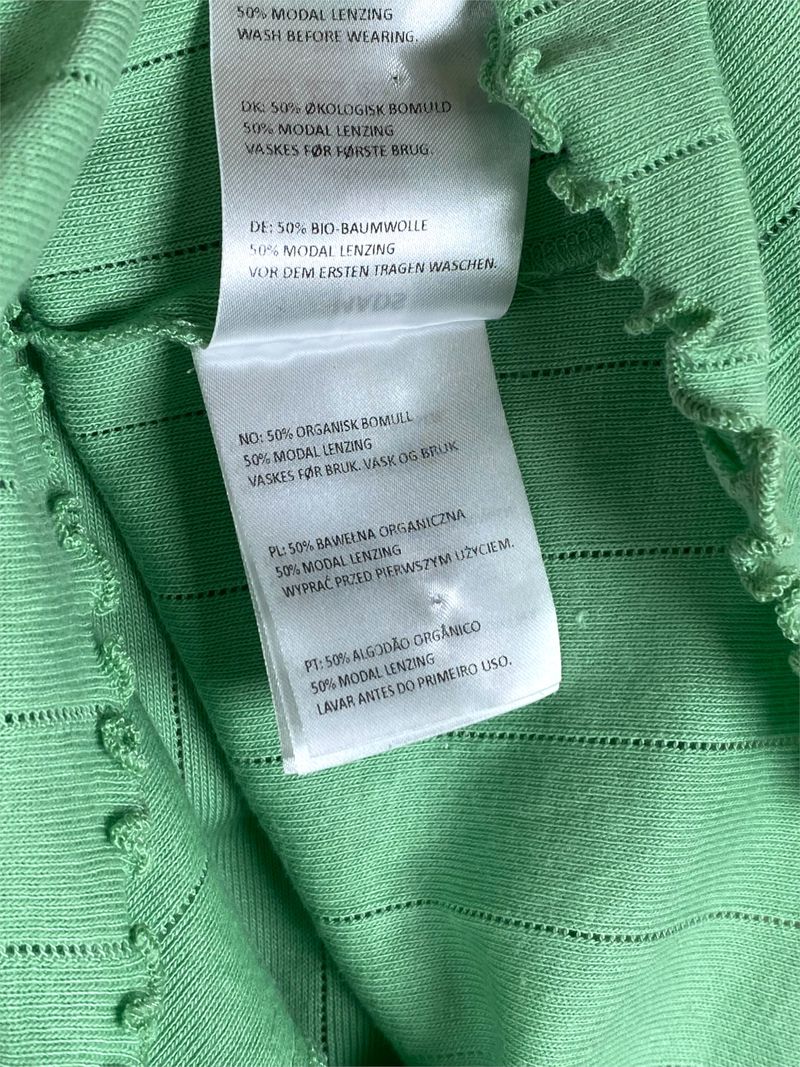 50% MODAL LENZING
WASH BEFORE WEARING.
DK: 50% ØKOLOGISK BOMULD
50% MODAL LENZING
VASKES FØR FØRSTE BRUG.
DE: 50% BIO-BAUMWOLLE
50% MODAL LENZING
VOR DEM ERSTEN TRAGEN WASCHEN.
NO: 50% ORGANISK BOMULL
50% MODAL LENZING
VASKES FØR BRUK. VASK OG BRUK
PL: 50% BAWEŁNA ORGANICZNA
50% MODAL LENZING
WYPRAĆ PRZED PIERWSZYM UŻYCIEM.
PT: 50% ALGODÃO ORGÂNICO
50% MODAL LENZING
LAVAR ANTES DO PRIMEIRO USO.